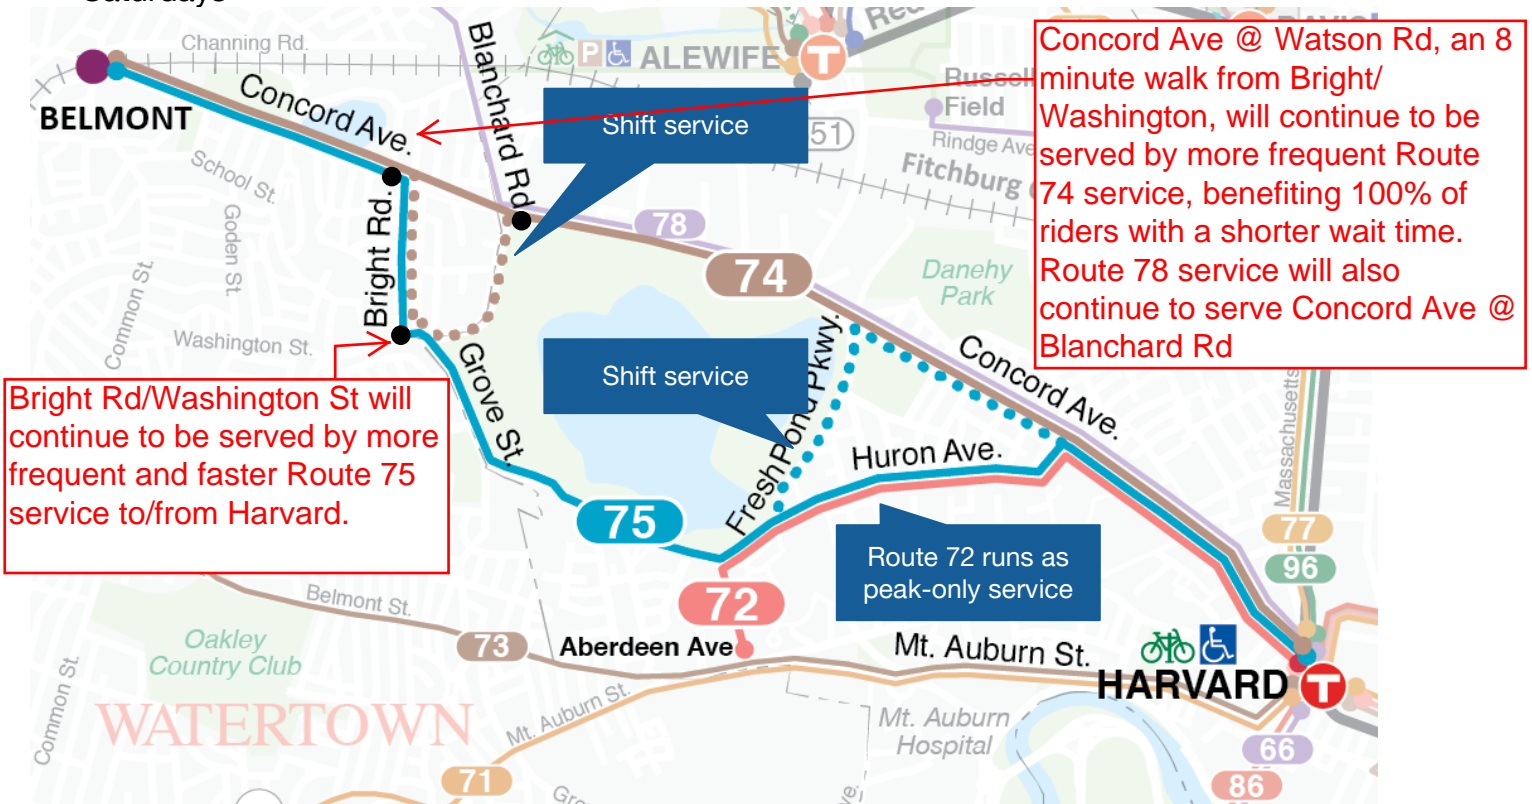 Channing Rd.
BELMONT
Concord Ave.
Blanchard Rd.
P
ALEWIFE
T
Shift service
51
Russell
Field
Rindge Ave
Fitchburg
Red
Concord Ave @ Watson Rd, an 8
minute walk from Bright/
Washington, will continue to be
served by more frequent Route
74 service, benefiting 100% of
riders with a shorter wait time.
Route 78 service will also
continue to serve Concord Ave @
Blanchard Rd
School St.
Goden St.
Common St.
Washington St.
Bright Rd.
78
74
Danehy
Park
Grove St.
Shift service
Fresh Pond Pkwy.
Concord Ave.
Huron Ave.
Massachusetts
Bright Rd/Washington St will
continue to be served by more
frequent and faster Route 75
service to/from Harvard.
75
77
96
Route 72 runs as
peak-only service
72
Belmont St.
Oakley
Country Club
73
Aberdeen Ave
Mt. Auburn St.
HARVARD
T
Common St.
WATERTOWN
Mt. Auburn St.
Mt. Auburn
Hospital
66
71
86